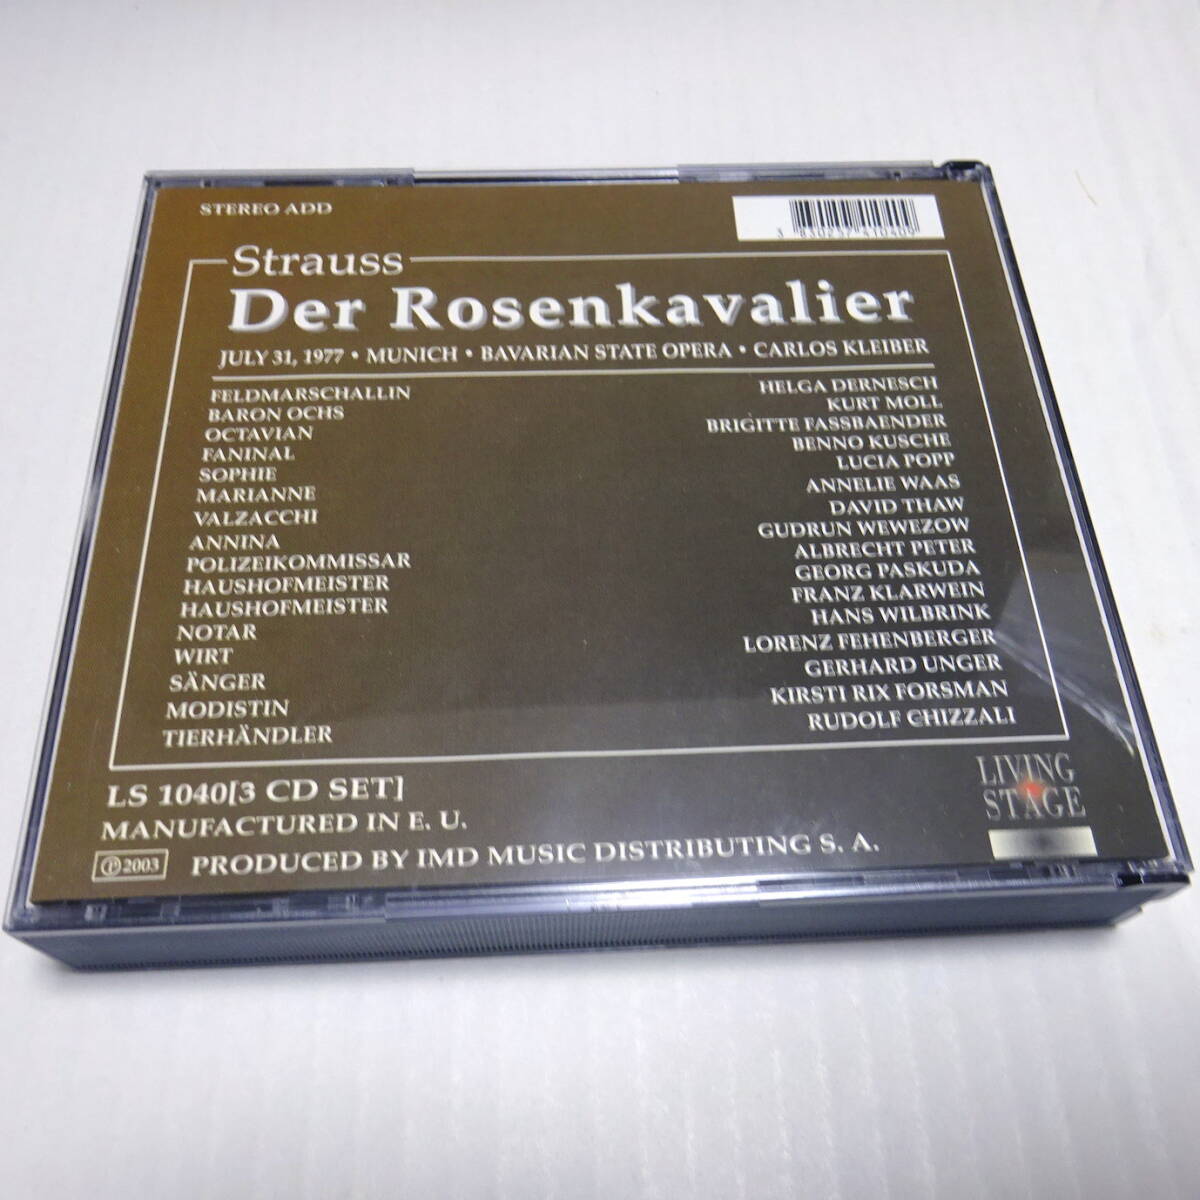 STEREO ADD
Strauss
Der Rosenkavalier
JULY 31, 1977 • MUNICH • BAVARIAN STATE OPERA • CARLOS KLEIBER
FELDMARSCHALLIN HELGA DERNESCH
BARON OCHS KURT MOLL
OCTAVIAN BRIGITTE FASSBAENDER
FANINAL BENNO KUSCHE
SOPHIE LUCIA POPP
MARIANNE ANNELIE WAAS
VALZACCHI DAVID THAW
ANNINA GUDRUN WEWEZOW
POLIZEIKOMMISSAR ALBRECHT PETER
HAUSHOFMEISTER GEORG PASKUDA
HAUSHOFMEISTER FRANZ KLARWEIN
NOTAR HANS WILBRINK
WIRT LORENZ FEHENBERGER
SÄNGER GERHARD UNGER
MODISTIN KIRSTI RIX FORSMAN
TIERHÄNDLER RUDOLF CHIZZALI
LS 1040[3 CD SET]
MANUFACTURED IN E. U.
℗2003 PRODUCED BY IMD MUSIC DISTRIBUTING S. A.
LIVING
STAGE